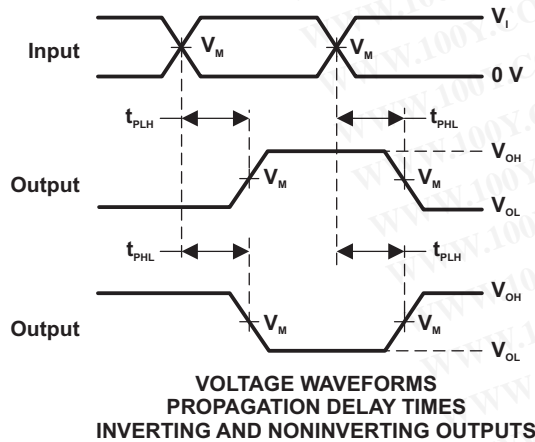 V_I
Input
V_M
V_M
0 V
t_PLH
t_PHL
V_OH
Output
V_M
V_M
V_OL
t_PHL
t_PLH
V_OH
Output
V_M
V_M
V_OL
VOLTAGE WAVEFORMS
PROPAGATION DELAY TIMES
INVERTING AND NONINVERTING OUTPUTS